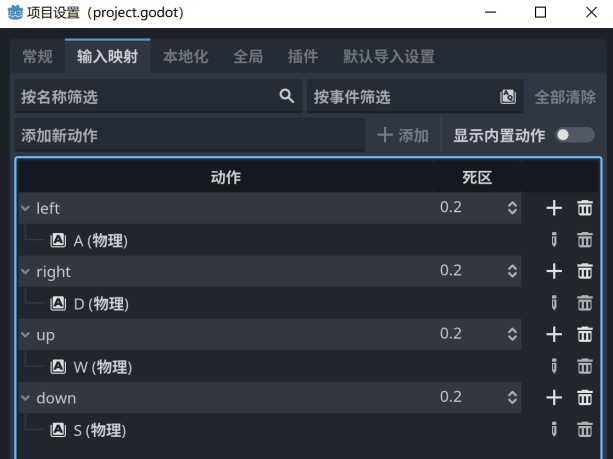 项目设置（project.godot）
常规 输入映射 本地化 全局 插件 默认导入设置
按名称筛选 按事件筛选 全部清除
添加新动作 添加 显示内置动作
动作 死区
left 0.2
A (物理)
right 0.2
D (物理)
up 0.2
W (物理)
down 0.2
S (物理)